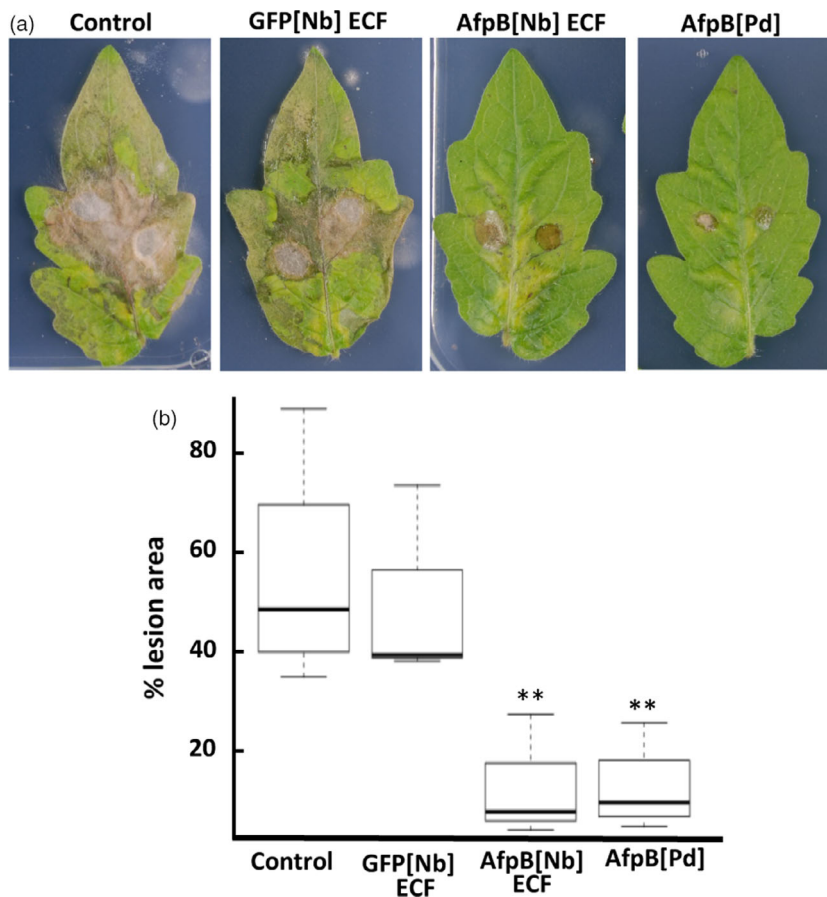 (a)
Control
GFP[Nb] ECF
AfpB[Nb] ECF
AfpB[Pd]
(b)
% lesion area
80
60
40
20
**
**
Control
GFP[Nb]
ECF
AfpB[Nb]
ECF
AfpB[Pd]